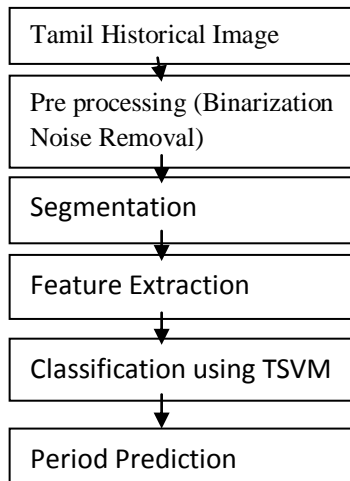 Tamil Historical Image
Pre processing (Binarization
Noise Removal)
Segmentation
Feature Extraction
Classification using TSVM
Period Prediction